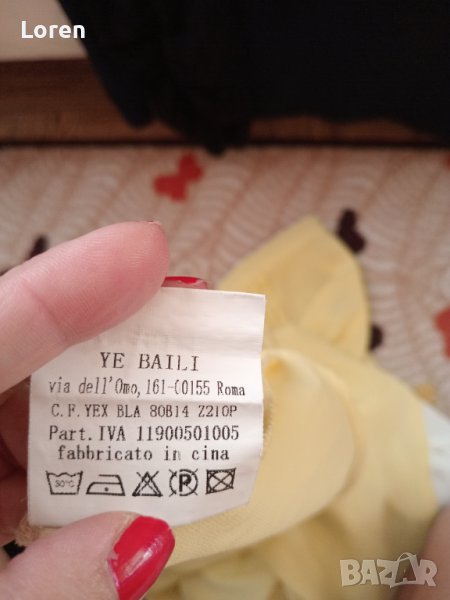 Loren
YE BAILI
via dell'Omo, 161-00155 Roma
C.F. YEX BLA 80B14 Z210P
Part. IVA 11900501005
fabbricato in cina
30°C
P
BAZAR